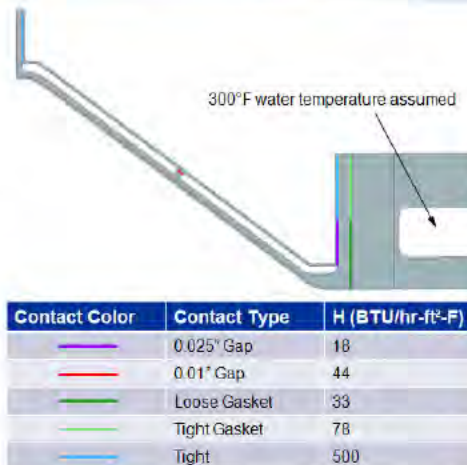 300°F water temperature assumed
Contact Color Contact Type H (BTU/hr-ft²-F)
0.025" Gap 18
0.01" Gap 44
Loose Gasket 33
Tight Gasket 78
Tight 500